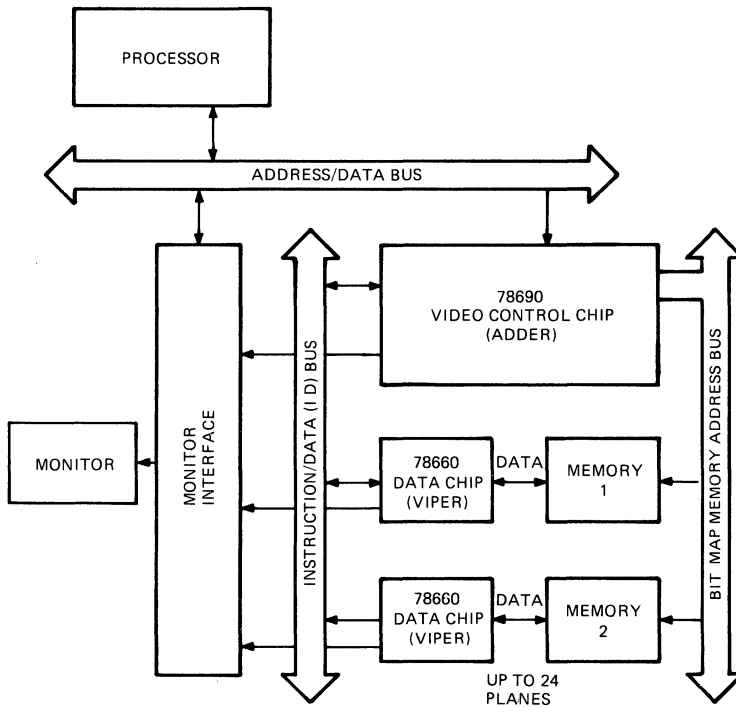 PROCESSOR
ADDRESS/DATA BUS
78690
VIDEO CONTROL CHIP
(ADDER)
INSTRUCTION/DATA (I D) BUS
BIT MAP MEMORY ADDRESS BUS
MONITOR
INTERFACE
MONITOR
78660
DATA CHIP
(VIPER)
DATA
MEMORY
1
78660
DATA CHIP
(VIPER)
DATA
MEMORY
2
UP TO 24
PLANES